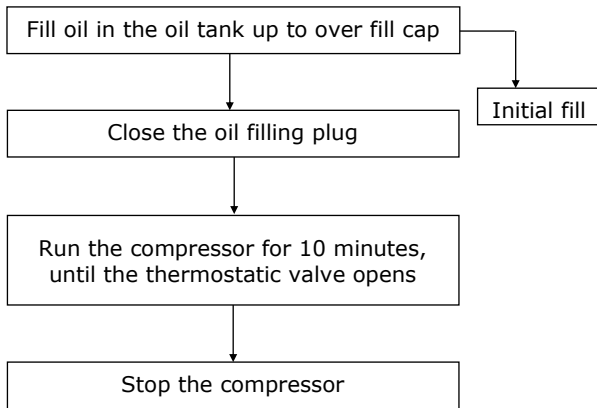 Fill oil in the oil tank up to over fill cap
Initial fill
Close the oil filling plug
Run the compressor for 10 minutes,
until the thermostatic valve opens
Stop the compressor